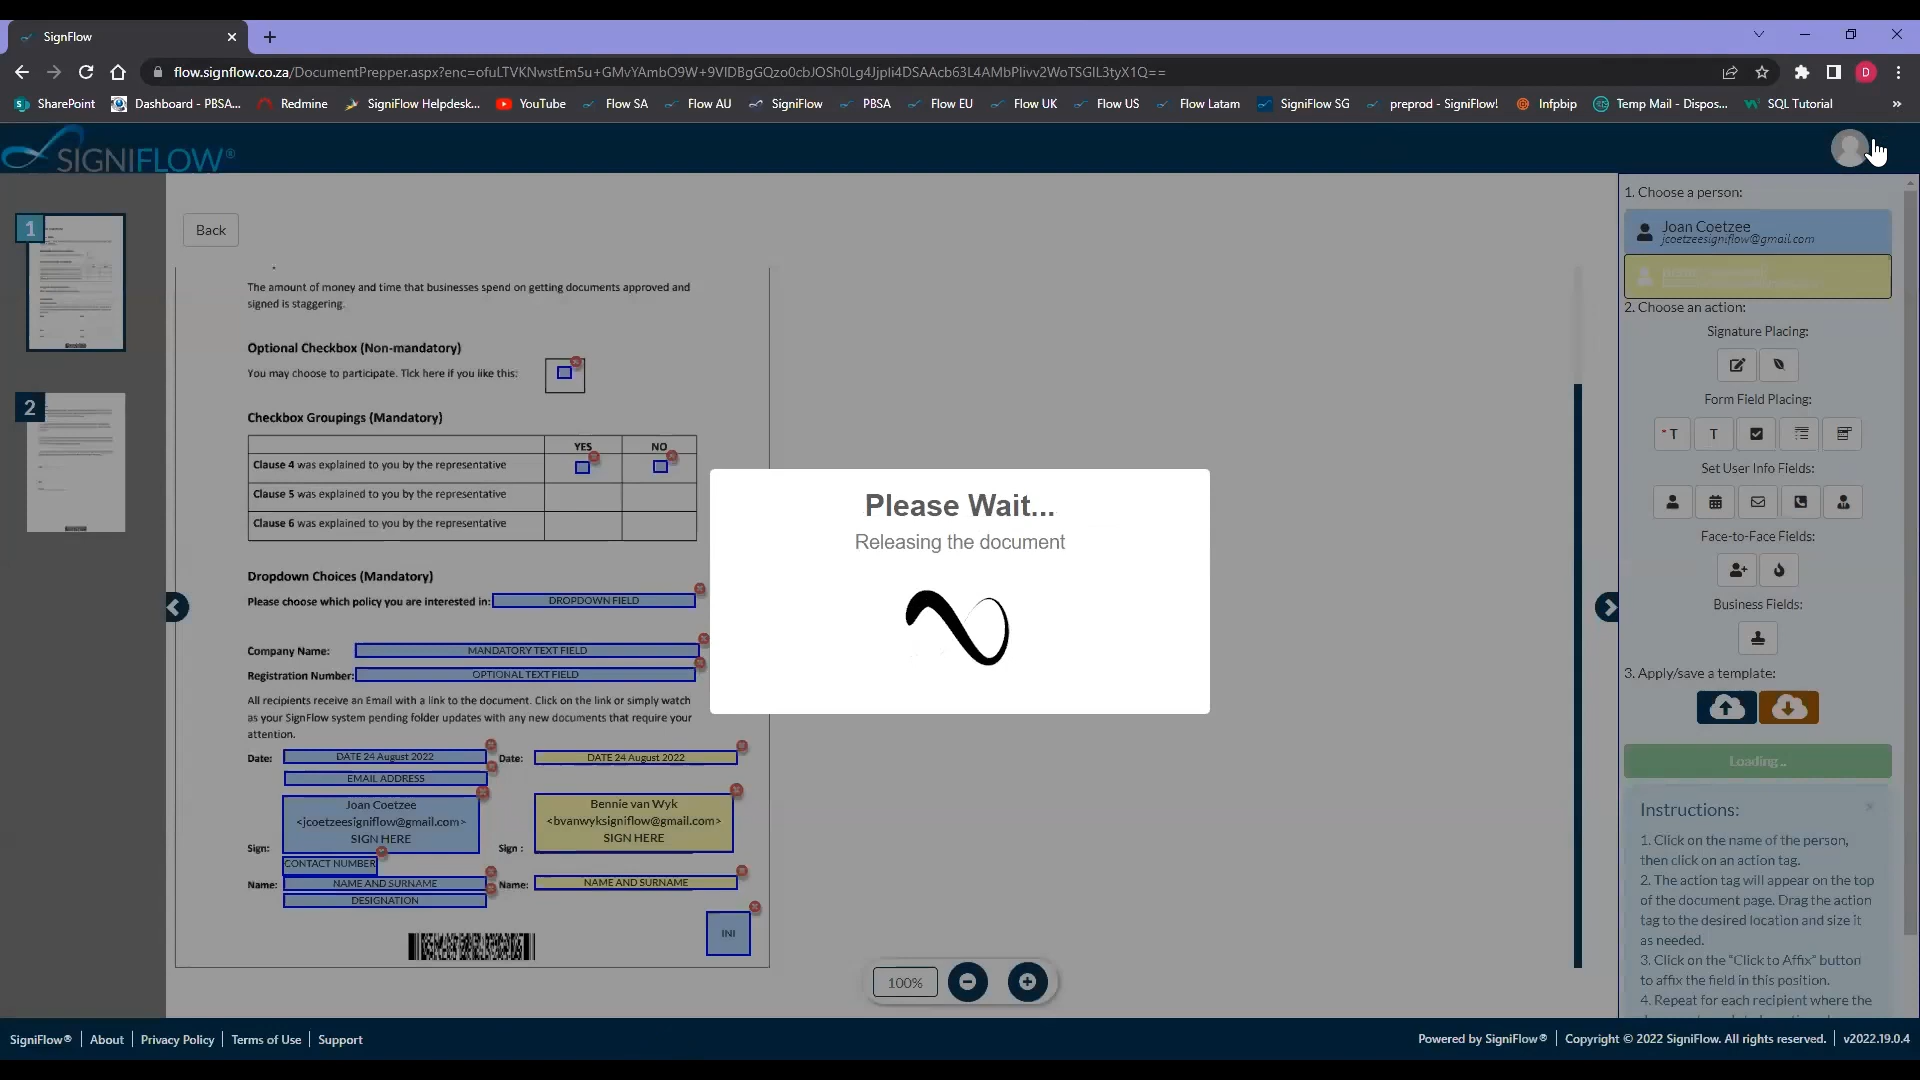 SignFlow
flow.signflow.co.za/DocumentPrepper.aspx?enc=ofuLTVKNwstEm5u+GMvYAmbO9W+9VIDBgGQzo0cbJOSh0Lg4Jjpli4DSAAcb63L4AMbPlivv2WoTSGIL3tyX1Q==
SharePoint
Dashboard - PBSA...
Redmine
SigniFlow Helpdesk...
YouTube
Flow SA
Flow AU
SigniFlow
PBSA
Flow EU
Flow UK
Flow US
Flow Latam
SigniFlow SG
preprod - SigniFlow!
Infpbip
Temp Mail - Dispos...
SQL Tutorial
»
D
SIGNIFLOW®
1
2
Back
The amount of money and time that businesses spend on getting documents approved and
signed is staggering.
Optional Checkbox (Non-mandatory)
You may choose to participate. Tick here if you like this:
Checkbox Groupings (Mandatory)
YES NO
Clause 4 was explained to you by the representative
Clause 5 was explained to you by the representative
Clause 6 was explained to you by the representative
Dropdown Choices (Mandatory)
Please choose which policy you are interested in: DROPDOWN FIELD
Company Name: MANDATORY TEXT FIELD
Registration Number: OPTIONAL TEXT FIELD
All recipients receive an Email with a link to the document. Click on the link or simply watch
as your SignFlow system pending folder updates with any new documents that require your
attention.
Date: DATE 24 August 2022 Date: DATE 24 August 2022
EMAIL ADDRESS
Joan Coetzee
<jcoetzeesigniflow@gmail.com>
SIGN HERE
Bennie van Wyk
<bvanwyksigniflow@gmail.com>
SIGN HERE
Sign: Sign :
CONTACT NUMBER
Name: NAME AND SURNAME Name: NAME AND SURNAME
DESIGNATION
INI
Please Wait...
Releasing the document
100%
1. Choose a person:
Joan Coetzee
jcoetzeesigniflow@gmail.com
2. Choose an action:
Signature Placing:
Form Field Placing:
* T
T
Set User Info Fields:
Face-to-Face Fields:
Business Fields:
3. Apply/save a template:
Loading..
Instructions:
×
1. Click on the name of the person,
then click on an action tag.
2. The action tag will appear on the top
of the document page. Drag the action
tag to the desired location and size it
as needed.
3. Click on the “Click to Affix” button
to affix the field in this position.
4. Repeat for each recipient where the
SigniFlow® | About | Privacy Policy | Terms of Use | Support
Powered by SigniFlow® | Copyright © 2022 SigniFlow. All rights reserved. | v2022.19.0.4